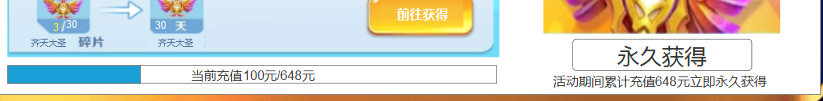 3/30
30 天
齐天大圣 碎片
齐天大圣
前往获得
当前充值100元/648元
永久获得
活动期间累计充值648元立即永久获得